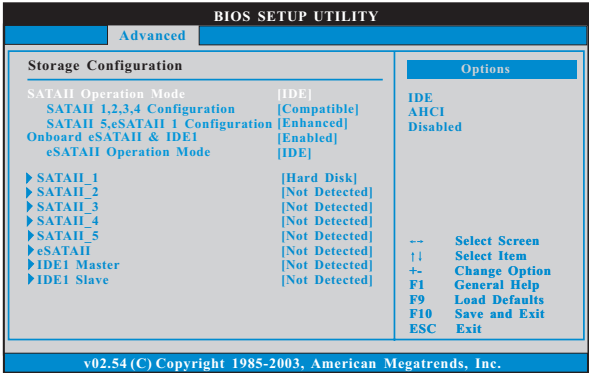 BIOS SETUP UTILITY
Advanced
Storage Configuration
SATAII Operation Mode [IDE]
SATAII 1,2,3,4 Configuration [Compatible]
SATAII 5,eSATAII 1 Configuration [Enhanced]
Onboard eSATAII & IDE1 [Enabled]
eSATAII Operation Mode [IDE]
SATAII_1 [Hard Disk]
SATAII_2 [Not Detected]
SATAII_3 [Not Detected]
SATAII_4 [Not Detected]
SATAII_5 [Not Detected]
eSATAII [Not Detected]
IDE1 Master [Not Detected]
IDE1 Slave [Not Detected]
Options
IDE
AHCI
Disabled
←→ Select Screen
↑↓ Select Item
+- Change Option
F1 General Help
F9 Load Defaults
F10 Save and Exit
ESC Exit
v02.54 (C) Copyright 1985-2003, American Megatrends, Inc.